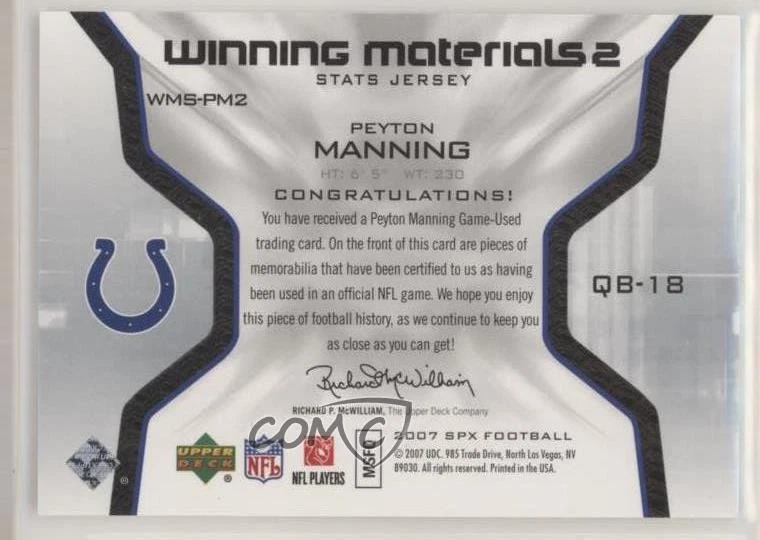 winning materials 2
STATS JERSEY
WMS-PM2
PEYTON
MANNING
HT: 6' 5" WT: 230
CONGRATULATIONS!
You have received a Peyton Manning Game-Used
trading card. On the front of this card are pieces of
memorabilia that have been certified to us as having
been used in an official NFL game. We hope you enjoy
this piece of football history, as we continue to keep you
as close as you can get!
QB-18
Richard P. McWilliam
RICHARD P. McWILLIAM, The Upper Deck Company
COMC
2007 SPX FOOTBALL
UPPER
DECK
®
NFL
NFL PLAYERS
MSFQ
© 2007 UDC. 985 Trade Drive, North Las Vegas, NV
89030. All rights reserved. Printed in the USA.
®